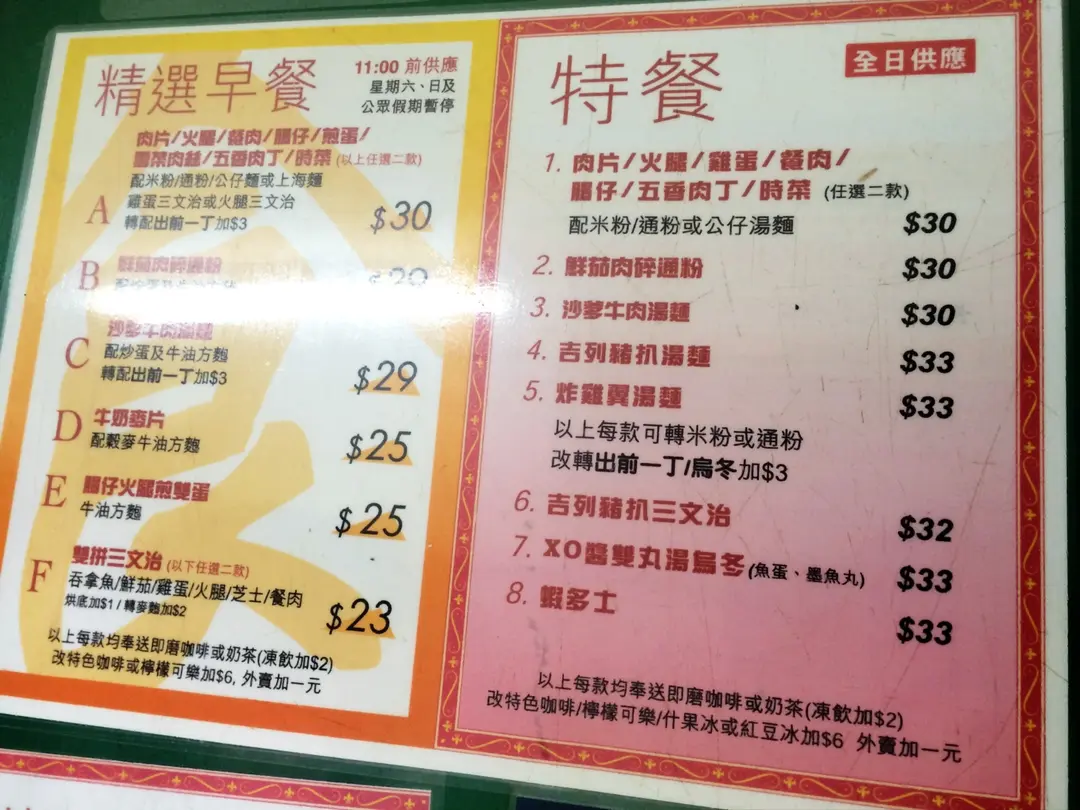 精選早餐
11:00 前供應
星期六、日及
公眾假期暫停
肉片/火腿/餐肉/腸仔/煎蛋/
雪菜肉絲/五香肉丁/時菜 (以上任選二款)
A
配米粉/通粉/公仔麵或上海麵
雞蛋三文治或火腿三文治
轉配出前一丁加$3
$30
B
鮮茄肉碎通粉
C
沙爹牛肉湯麵
配炒蛋及牛油方飽
轉配出前一丁加$3
$29
D
牛奶麥片
配穀麥牛油方飽
$25
E
腸仔火腿煎雙蛋
牛油方飽
$25
F
雙拼三文治 (以下任選二款)
吞拿魚/鮮茄/雞蛋/火腿/芝士/餐肉
烘底加$1/轉麥飽加$2
$23
以上每款均奉送即磨咖啡或奶茶(凍飲加$2)
改特色咖啡或檸檬可樂加$6, 外賣加一元
特餐
全日供應
1. 肉片/火腿/雞蛋/餐肉/
腸仔/五香肉丁/時菜 (任選二款)
配米粉/通粉或公仔湯麵 $30
2. 鮮茄肉碎通粉 $30
3. 沙爹牛肉湯麵 $30
4. 吉列豬扒湯麵 $33
5. 炸雞翼湯麵 $33
以上每款可轉米粉或通粉
改轉出前一丁/烏冬加$3
6. 吉列豬扒三文治 $32
7. XO醬雙丸湯烏冬(魚蛋、墨魚丸) $33
8. 蝦多士 $33
以上每款均奉送即磨咖啡或奶茶(凍飲加$2)
改特色咖啡/檸檬可樂/什果冰或紅豆冰加$6 外賣加一元